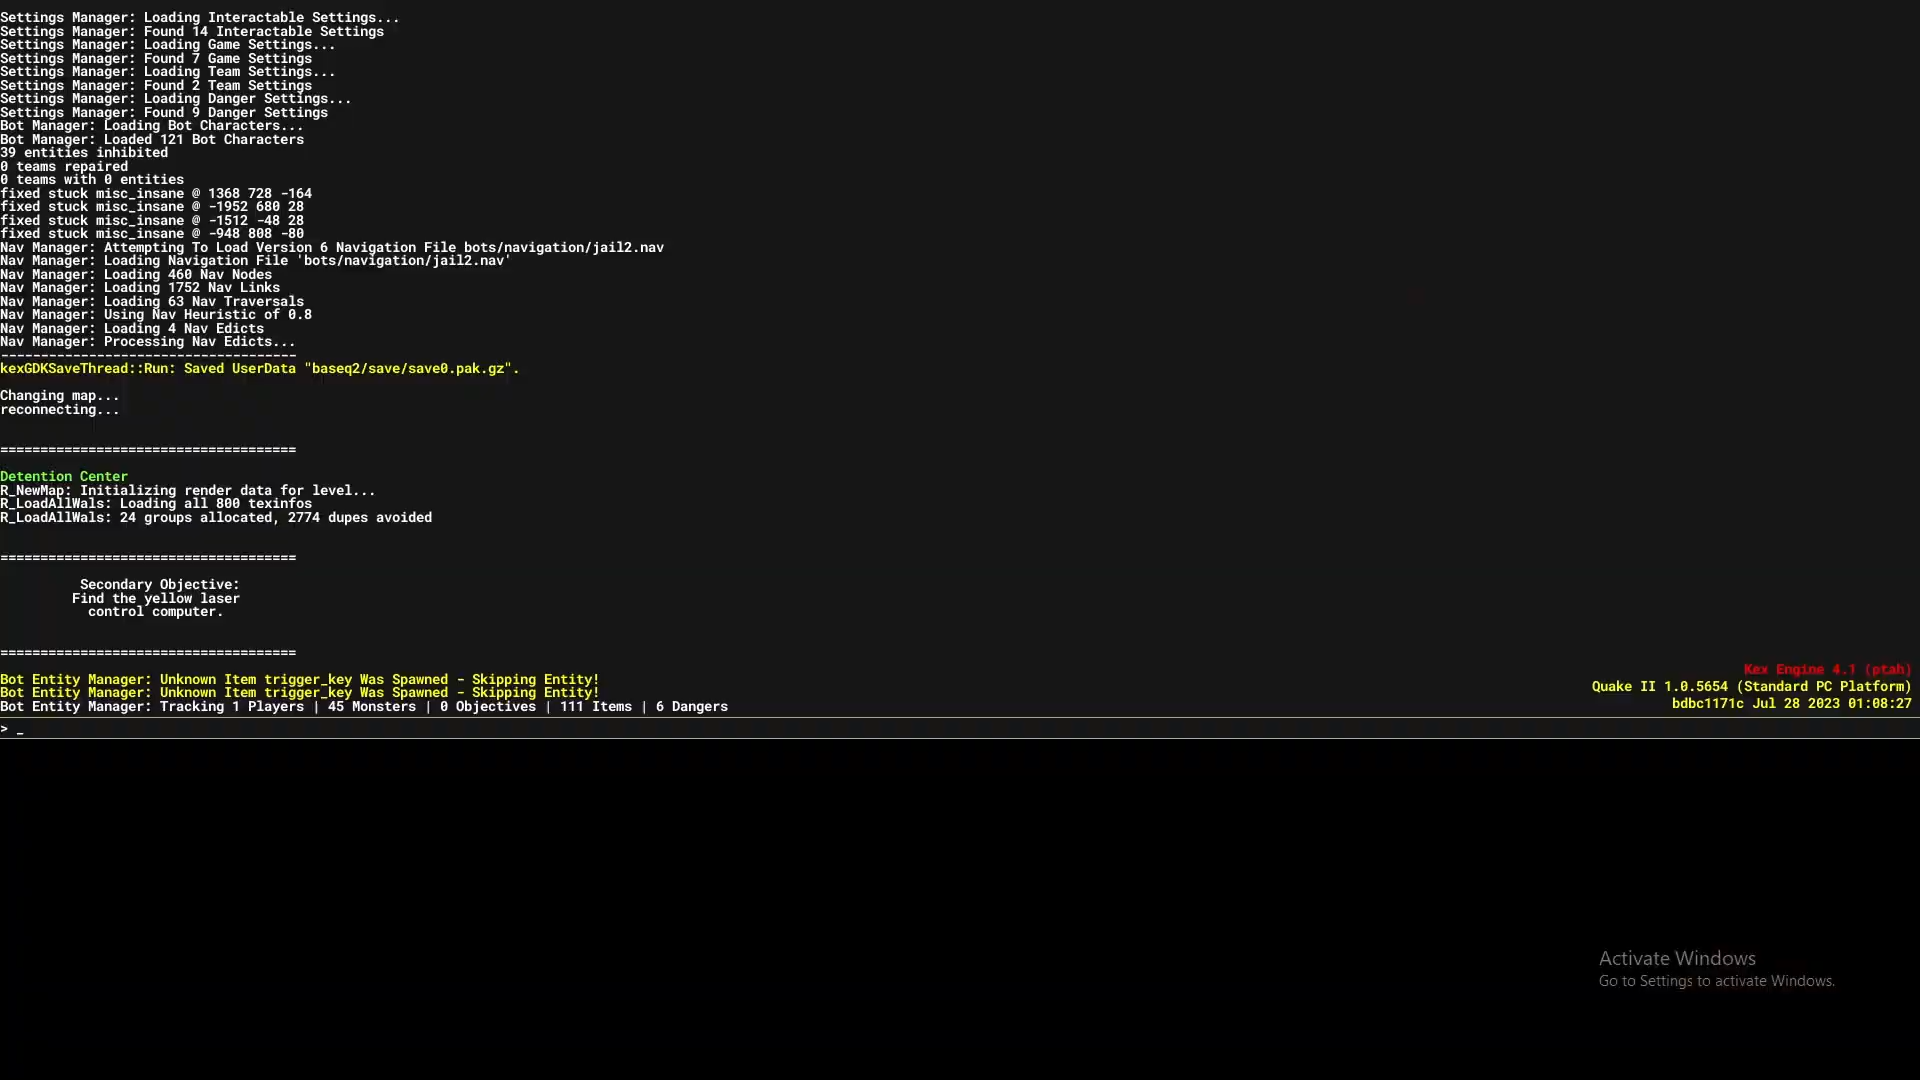 Settings Manager: Loading Interactable Settings...
Settings Manager: Found 14 Interactable Settings
Settings Manager: Loading Game Settings...
Settings Manager: Found 7 Game Settings
Settings Manager: Loading Team Settings...
Settings Manager: Found 2 Team Settings
Settings Manager: Loading Danger Settings...
Settings Manager: Found 9 Danger Settings
Bot Manager: Loading Bot Characters...
Bot Manager: Loaded 121 Bot Characters
39 entities inhibited
0 teams repaired
0 teams with 0 entities
fixed stuck misc_insane @ 1368 728 -164
fixed stuck misc_insane @ -1952 680 28
fixed stuck misc_insane @ -1512 -48 28
fixed stuck misc_insane @ -948 808 -80
Nav Manager: Attempting To Load Version 6 Navigation File bots/navigation/jail2.nav
Nav Manager: Loading Navigation File 'bots/navigation/jail2.nav'
Nav Manager: Loading 460 Nav Nodes
Nav Manager: Loading 1752 Nav Links
Nav Manager: Loading 63 Nav Traversals
Nav Manager: Using Nav Heuristic of 0.8
Nav Manager: Loading 4 Nav Edicts
Nav Manager: Processing Nav Edicts...
-------------------------------------
kexGDKSaveThread::Run: Saved UserData "baseq2/save/save0.pak.gz".
Changing map...
reconnecting...
=====================================
Detention Center
R_NewMap: Initializing render data for level...
R_LoadAllWals: Loading all 800 texinfos
R_LoadAllWals: 24 groups allocated, 2774 dupes avoided
=====================================
Secondary Objective:
Find the yellow laser
control computer.
=====================================
Bot Entity Manager: Unknown Item trigger_key Was Spawned - Skipping Entity!
Bot Entity Manager: Unknown Item trigger_key Was Spawned - Skipping Entity!
Bot Entity Manager: Tracking 1 Players | 45 Monsters | 0 Objectives | 111 Items | 6 Dangers
> _
Kex Engine 4.1 (ptah)
Quake II 1.0.5654 (Standard PC Platform)
bdbc1171c Jul 28 2023 01:08:27
Activate Windows
Go to Settings to activate Windows.